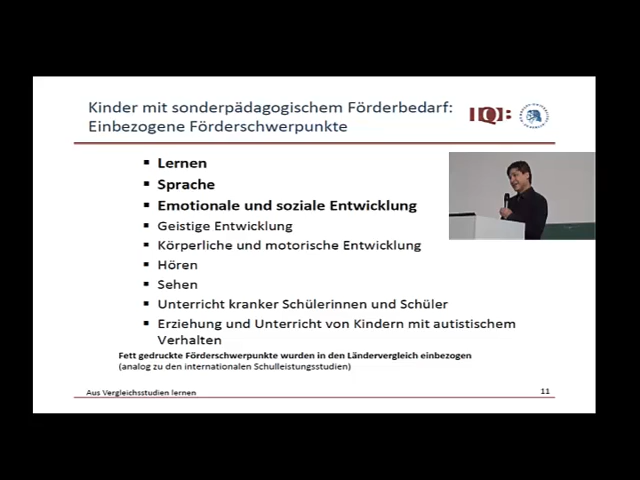 Kinder mit sonderpädagogischem Förderbedarf:
Einbezogene Förderschwerpunkte
IQB
▪ Lernen
▪ Sprache
▪ Emotionale und soziale Entwicklung
▪ Geistige Entwicklung
▪ Körperliche und motorische Entwicklung
▪ Hören
▪ Sehen
▪ Unterricht kranker Schülerinnen und Schüler
▪ Erziehung und Unterricht von Kindern mit autistischem
Verhalten
Fett gedruckte Förderschwerpunkte wurden in den Ländervergleich einbezogen
(analog zu den internationalen Schulleistungsstudien)
Aus Vergleichsstudien lernen
11